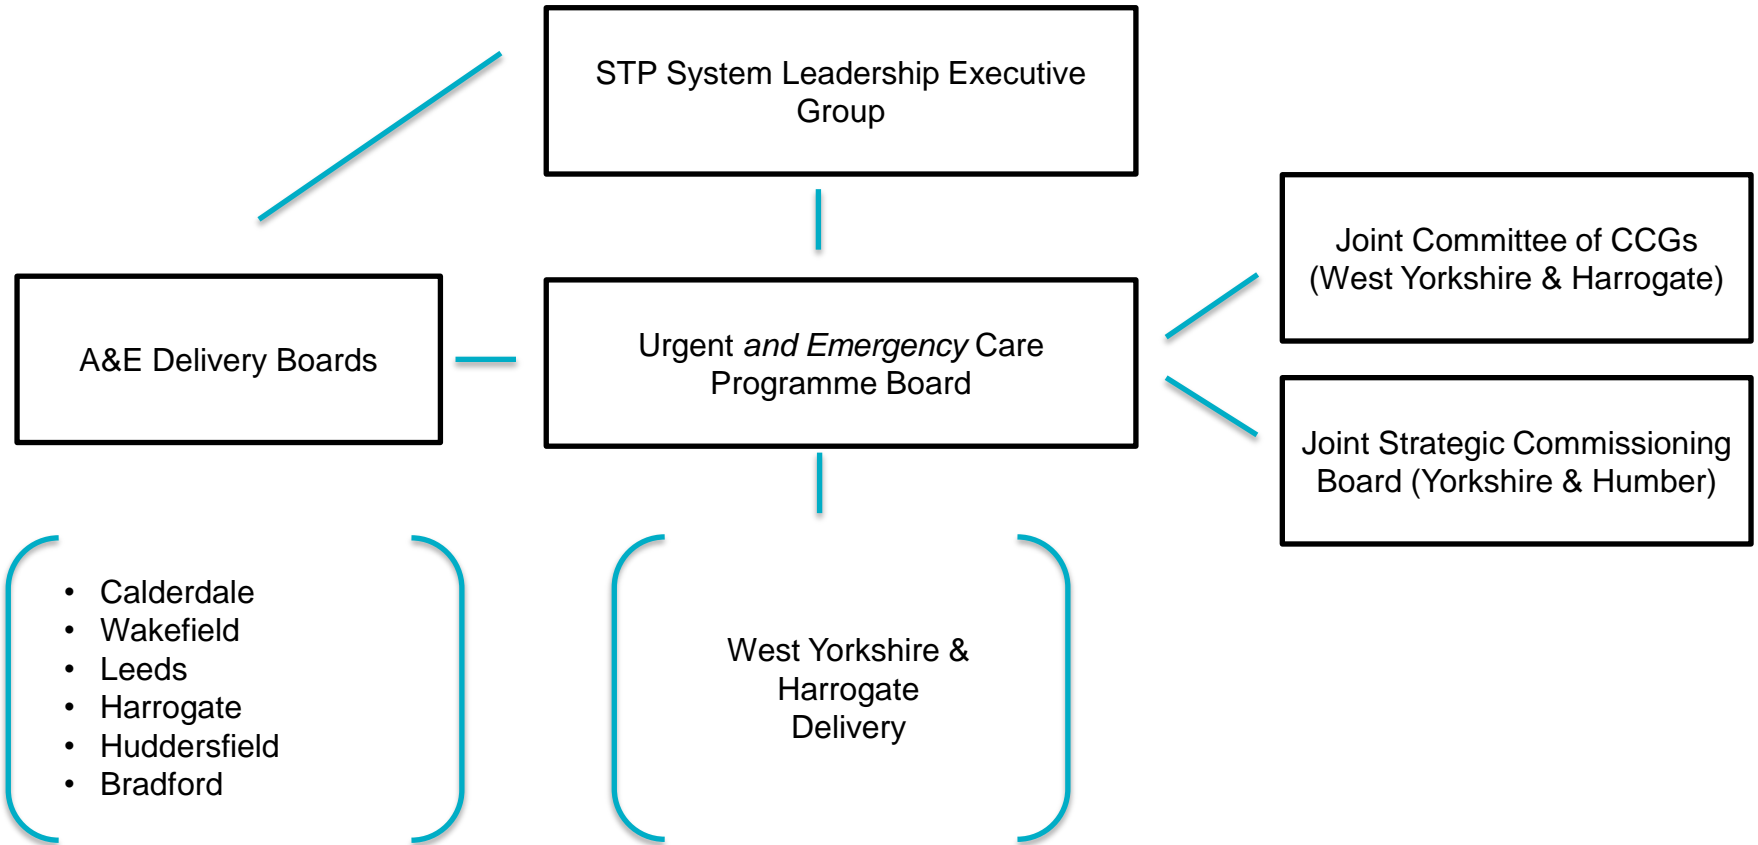 STP System Leadership Executive
Group
Joint Committee of CCGs
(West Yorkshire & Harrogate)
A&E Delivery Boards
Urgent and Emergency Care
Programme Board
Joint Strategic Commissioning
Board (Yorkshire & Humber)
• Calderdale
• Wakefield
• Leeds
• Harrogate
• Huddersfield
• Bradford
West Yorkshire &
Harrogate
Delivery